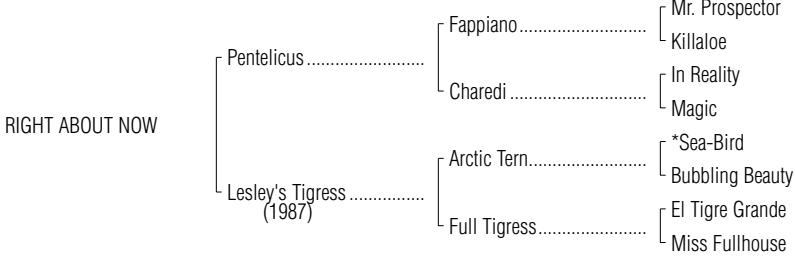 Mr. Prospector
Fappiano..........................
Killaloe
Pentelicus........................
In Reality
Charedi............................
Magic
RIGHT ABOUT NOW
*Sea-Bird
Arctic Tern........................
Bubbling Beauty
Lesley's Tigress................
(1987)
El Tigre Grande
Full Tigress......................
Miss Fullhouse